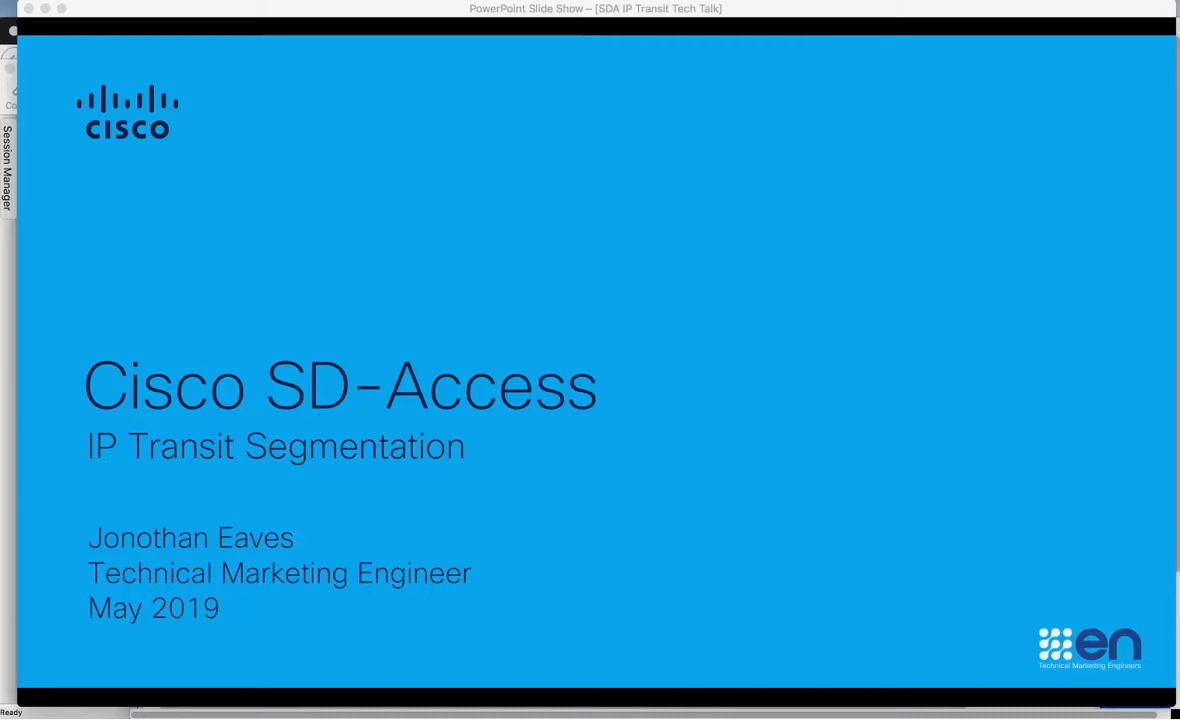 PowerPoint Slide Show – [SDA IP Transit Tech Talk]
Co
Session Manager
CISCO
Cisco SD-Access
IP Transit Segmentation
Jonothan Eaves
Technical Marketing Engineer
May 2019
en
Technical Marketing Engineers
Ready